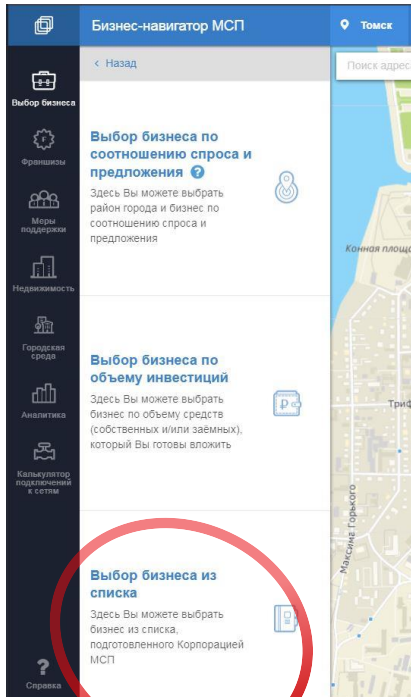 Бизнес-навигатор МСП
Томск
‹ Назад
Поиск адрес
Выбор бизнеса
Франшизы
Меры
поддержки
Недвижимость
Городская
среда
Аналитика
Калькулятор
подключений
к сетям
?
Справка
Выбор бизнеса по
соотношению спроса и
предложения ?
Здесь Вы можете выбрать
район города и бизнес по
соотношению спроса и
предложения
Выбор бизнеса по
объему инвестиций
Здесь Вы можете выбрать
бизнес по объему средств
(собственных и/или заёмных),
который Вы готовы вложить
Выбор бизнеса из
списка
Здесь Вы можете выбрать
бизнес из списка,
подготовленного Корпорацией
МСП
Конная площ
Триф
Максима Горького